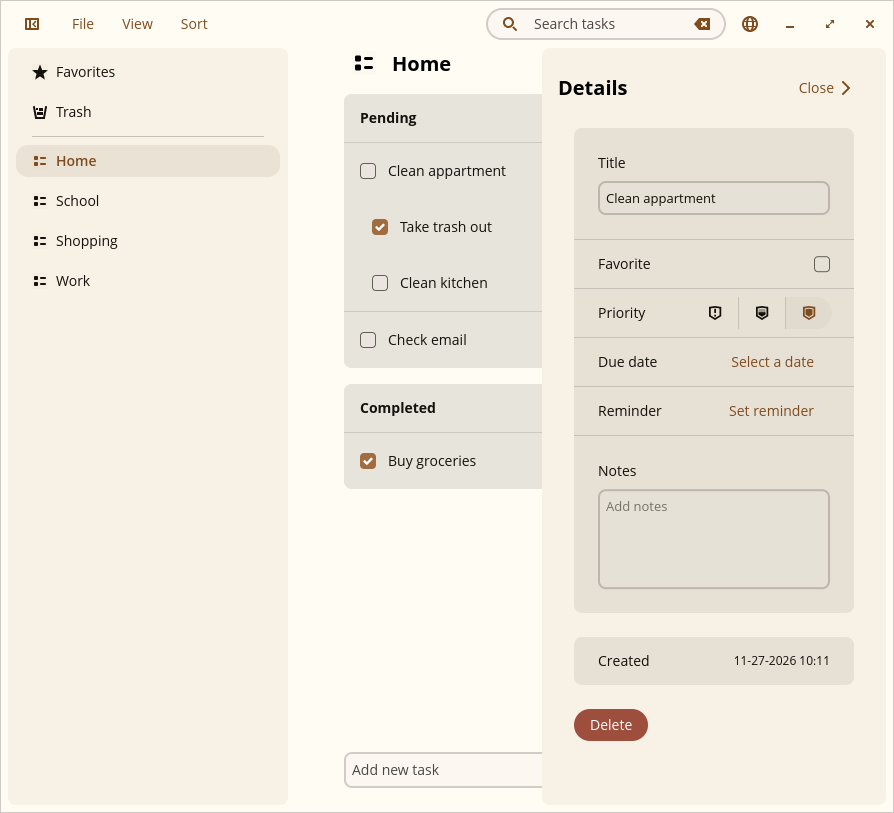 File View Sort Search tasks
Favorites
Trash
Home
School
Shopping
Work
Home
Pending
Clean appartment
Take trash out
Clean kitchen
Check email
Completed
Buy groceries
Add new task
Details Close
Title
Clean appartment
Favorite
Priority
Due date Select a date
Reminder Set reminder
Notes
Add notes
Created 11-27-2026 10:11
Delete